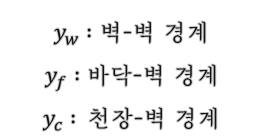 y_w : 벽-벽 경계
y_f : 바닥-벽 경계
y_c : 천장-벽 경계